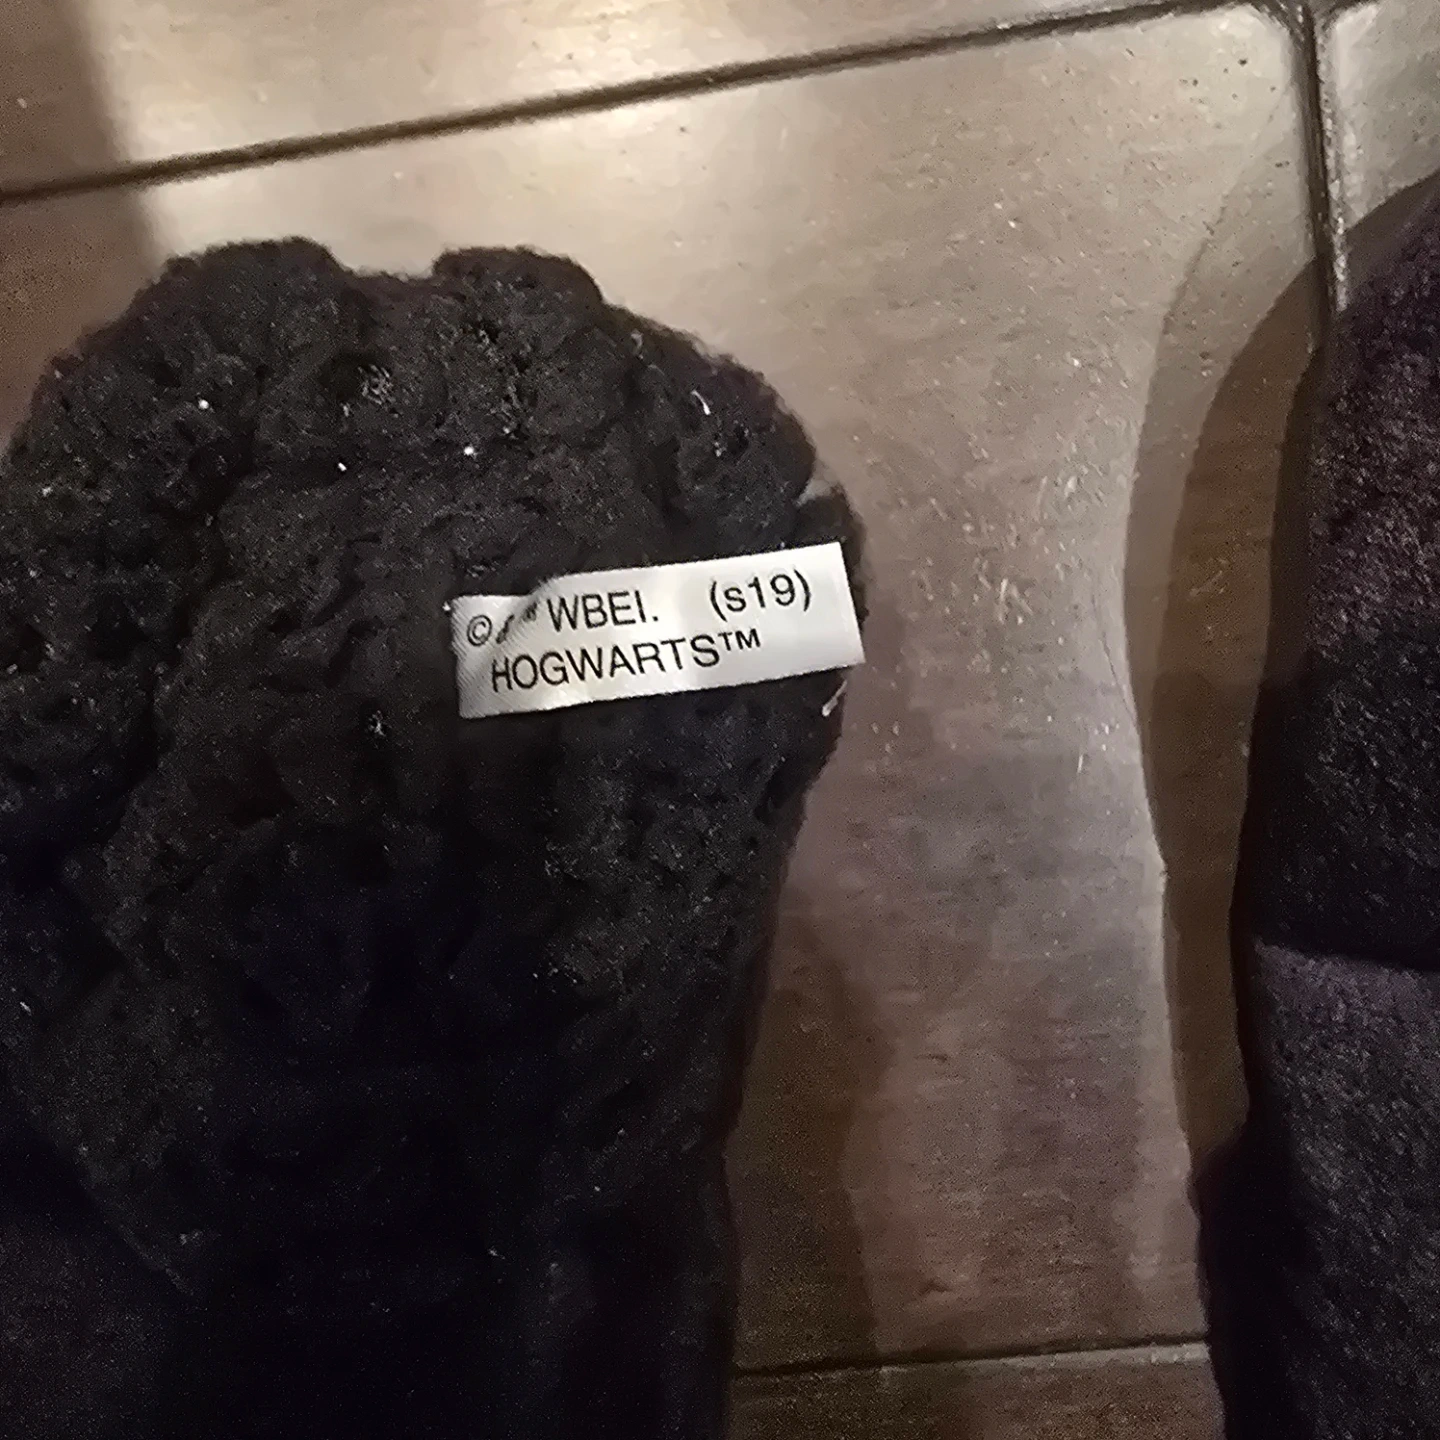 © WBEI. (s19)
HOGWARTS™